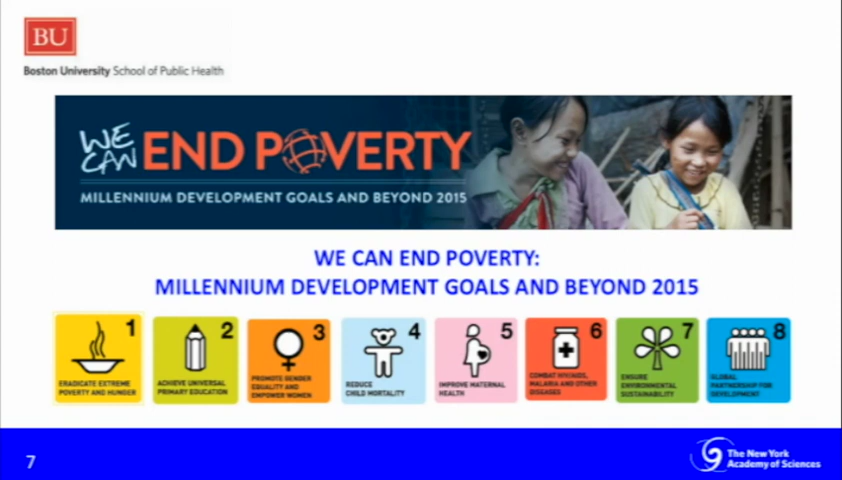 BU
Boston University School of Public Health
WE
CAN
END POVERTY
MILLENNIUM DEVELOPMENT GOALS AND BEYOND 2015
WE CAN END POVERTY:
MILLENNIUM DEVELOPMENT GOALS AND BEYOND 2015
1
ERADICATE EXTREME
POVERTY AND HUNGER
2
ACHIEVE UNIVERSAL
PRIMARY EDUCATION
3
PROMOTE GENDER
EQUALITY AND
EMPOWER WOMEN
4
REDUCE
CHILD MORTALITY
5
IMPROVE MATERNAL
HEALTH
6
COMBAT HIV/AIDS,
MALARIA AND OTHER
DISEASES
7
ENSURE
ENVIRONMENTAL
SUSTAINABILITY
8
GLOBAL
PARTNERSHIP FOR
DEVELOPMENT
7
The New York
Academy of Sciences